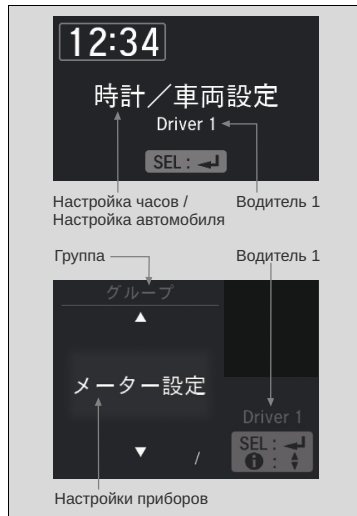 12:34
時計／車両設定
Driver 1
SEL : ↵
Настройка часов / Водитель 1
Настройка автомобиля
Группа Водитель 1
グループ
▲
メーター設定
Driver 1
SEL : ↵
▼ / i : ▲▼
Настройки приборов